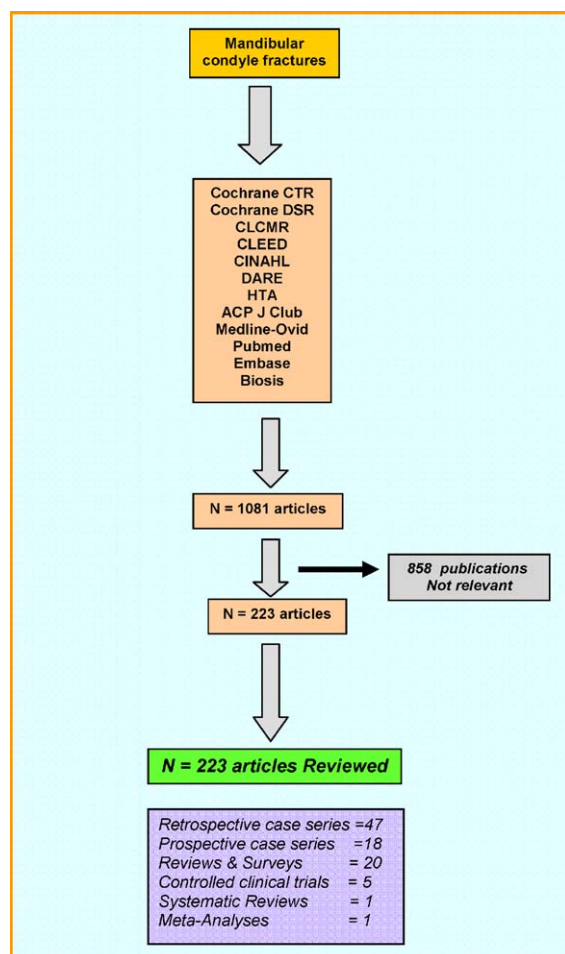 Mandibular
condyle fractures
Cochrane CTR
Cochrane DSR
CLCMR
CLEED
CINAHL
DARE
HTA
ACP J Club
Medline-Ovid
Pubmed
Embase
Biosis
N = 1081 articles
858 publications
Not relevant
N = 223 articles
N = 223 articles Reviewed
Retrospective case series =47
Prospective case series =18
Reviews & Surveys = 20
Controlled clinical trials = 5
Systematic Reviews = 1
Meta-Analyses = 1